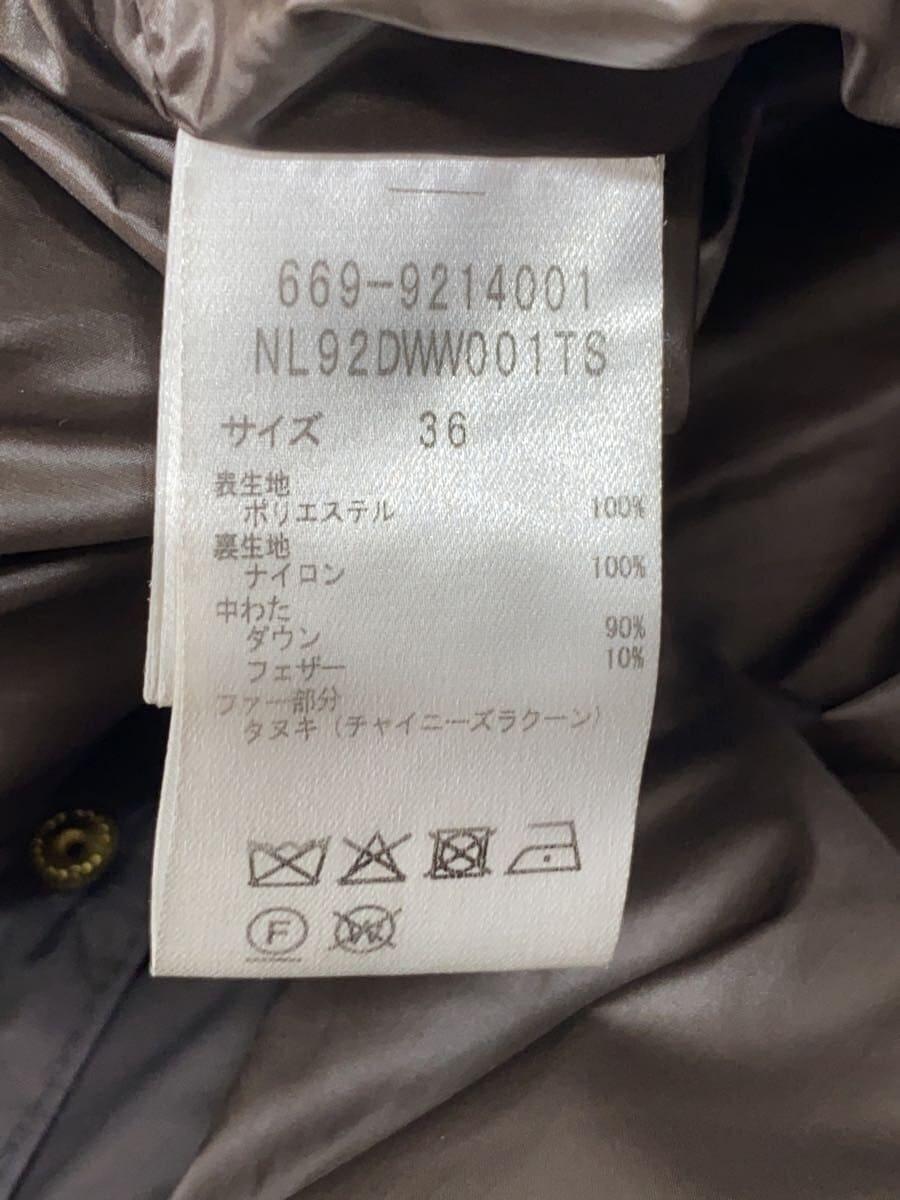 669-9214001
NL92DWW001TS
サイズ 36
表生地
ポリエステル 100%
裏生地
ナイロン 100%
中わた
ダウン 90%
フェザー 10%
ファー部分
タヌキ(チャイニーズラクーン)
F